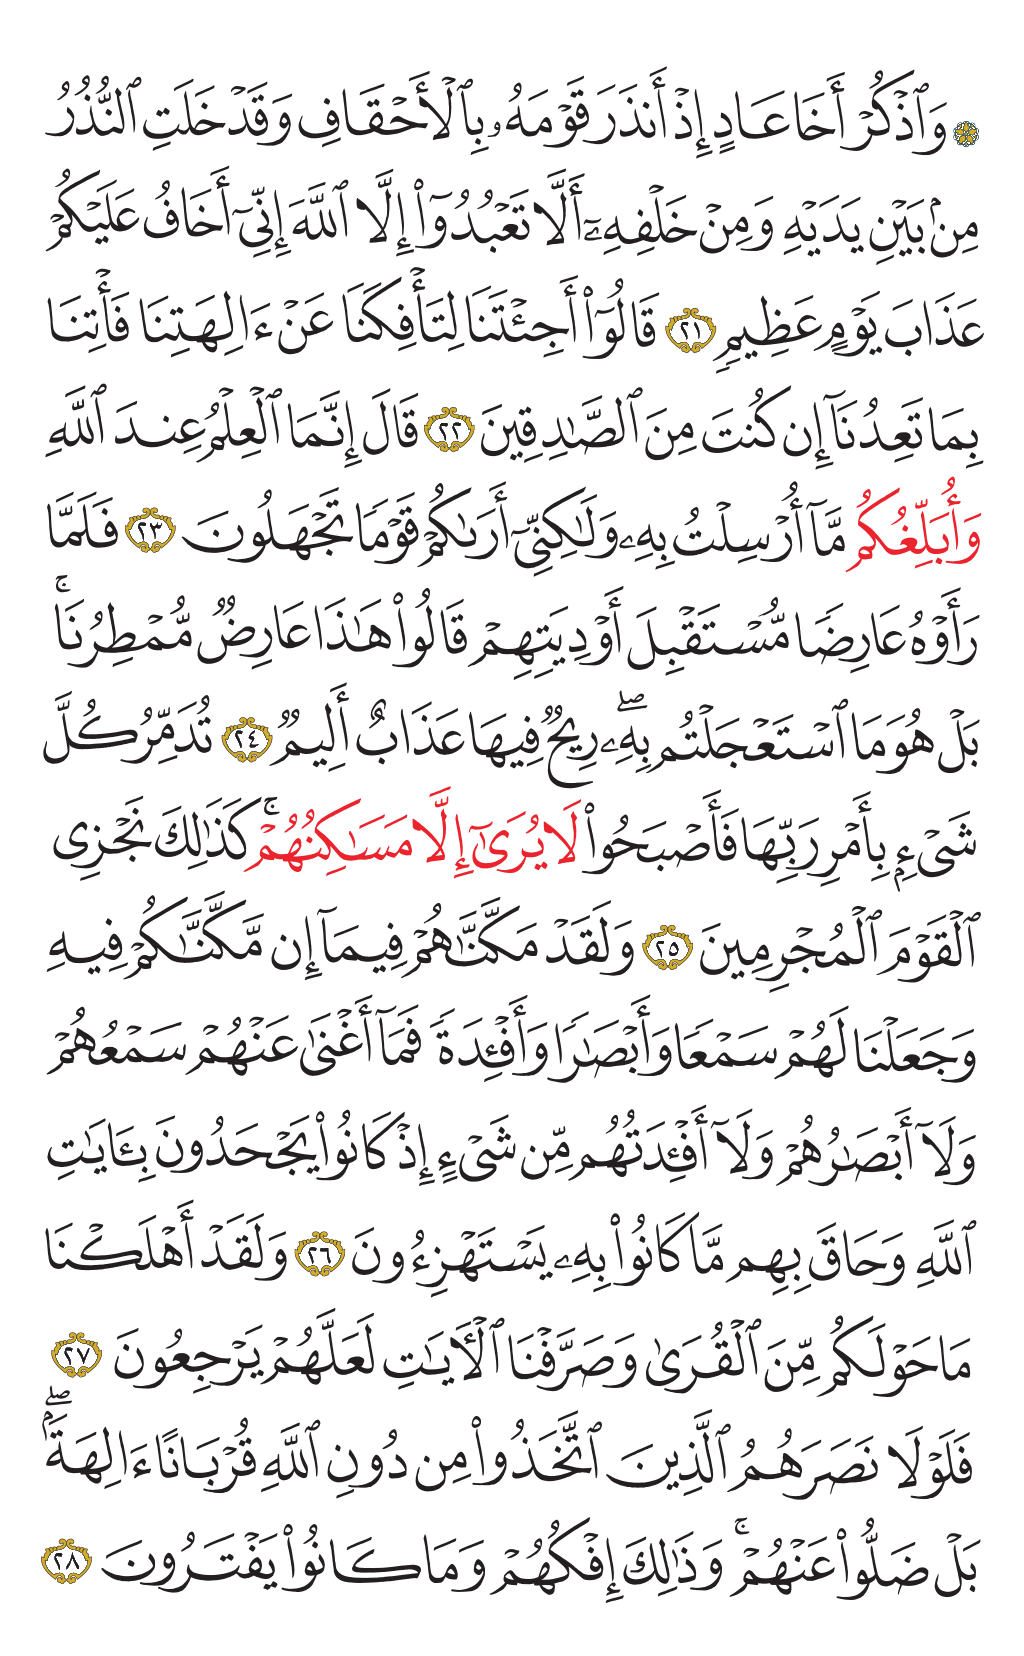 ۞ وَٱذۡكُرۡ أَخَا عَادٍ إِذۡ أَنذَرَ قَوۡمَهُۥ بِٱلۡأَحۡقَافِ وَقَدۡ خَلَتِ ٱلنُّذُرُ
مِنۢ بَيۡنِ يَدَيۡهِ وَمِنۡ خَلۡفِهِۦٓ أَلَّا تَعۡبُدُوٓاْ إِلَّا ٱللَّهَ إِنِّيٓ أَخَافُ عَلَيۡكُمۡ
عَذَابَ يَوۡمٍ عَظِيمٖ ٢١ قَالُوٓاْ أَجِئۡتَنَا لِتَأۡفِكَنَا عَنۡ ءَالِهَتِنَا فَأۡتِنَا
بِمَا تَعِدُنَآ إِن كُنتَ مِنَ ٱلصَّٰدِقِينَ ٢٢ قَالَ إِنَّمَا ٱلۡعِلۡمُ عِندَ ٱللَّهِ
وَأُبَلِّغُكُم مَّآ أُرۡسِلۡتُ بِهِۦ وَلَٰكِنِّيٓ أَرَىٰكُمۡ قَوۡمٗا تَجۡهَلُونَ ٢٣ فَلَمَّا
رَأَوۡهُ عَارِضٗا مُّسۡتَقۡبِلَ أَوۡدِيَتِهِمۡ قَالُواْ هَٰذَا عَارِضٞ مُّمۡطِرُنَاۚ
بَلۡ هُوَ مَا ٱسۡتَعۡجَلۡتُم بِهِۦۖ رِيحٞ فِيهَا عَذَابٌ أَلِيمٞ ٢٤ تُدَمِّرُ كُلَّ
شَيۡءِۭ بِأَمۡرِ رَبِّهَا فَأَصۡبَحُواْ لَا يُرَىٰٓ إِلَّا مَسَٰكِنُهُمۡۚ كَذَٰلِكَ نَجۡزِي
ٱلۡقَوۡمَ ٱلۡمُجۡرِمِينَ ٢٥ وَلَقَدۡ مَكَّنَّٰهُمۡ فِيمَآ إِن مَّكَّنَّٰكُمۡ فِيهِ
وَجَعَلۡنَا لَهُمۡ سَمۡعٗا وَأَبۡصَٰرٗا وَأَفۡـِٔدَةٗ فَمَآ أَغۡنَىٰ عَنۡهُمۡ سَمۡعُهُمۡ
وَلَآ أَبۡصَٰرُهُمۡ وَلَآ أَفۡـِٔدَتُهُم مِّن شَيۡءٍ إِذۡ كَانُواْ يَجۡحَدُونَ بِـَٔايَٰتِ
ٱللَّهِ وَحَاقَ بِهِم مَّا كَانُواْ بِهِۦ يَسۡتَهۡزِءُونَ ٢٦ وَلَقَدۡ أَهۡلَكۡنَا
مَا حَوۡلَكُم مِّنَ ٱلۡقُرَىٰ وَصَرَّفۡنَا ٱلۡأٓيَٰتِ لَعَلَّهُمۡ يَرۡجِعُونَ ٢٧
فَلَوۡلَا نَصَرَهُمُ ٱلَّذِينَ ٱتَّخَذُواْ مِن دُونِ ٱللَّهِ قُرۡبَانًا ءَالِهَةَۢۖ
بَلۡ ضَلُّواْ عَنۡهُمۡۚ وَذَٰلِكَ إِفۡكُهُمۡ وَمَا كَانُواْ يَفۡتَرُونَ ٢٨